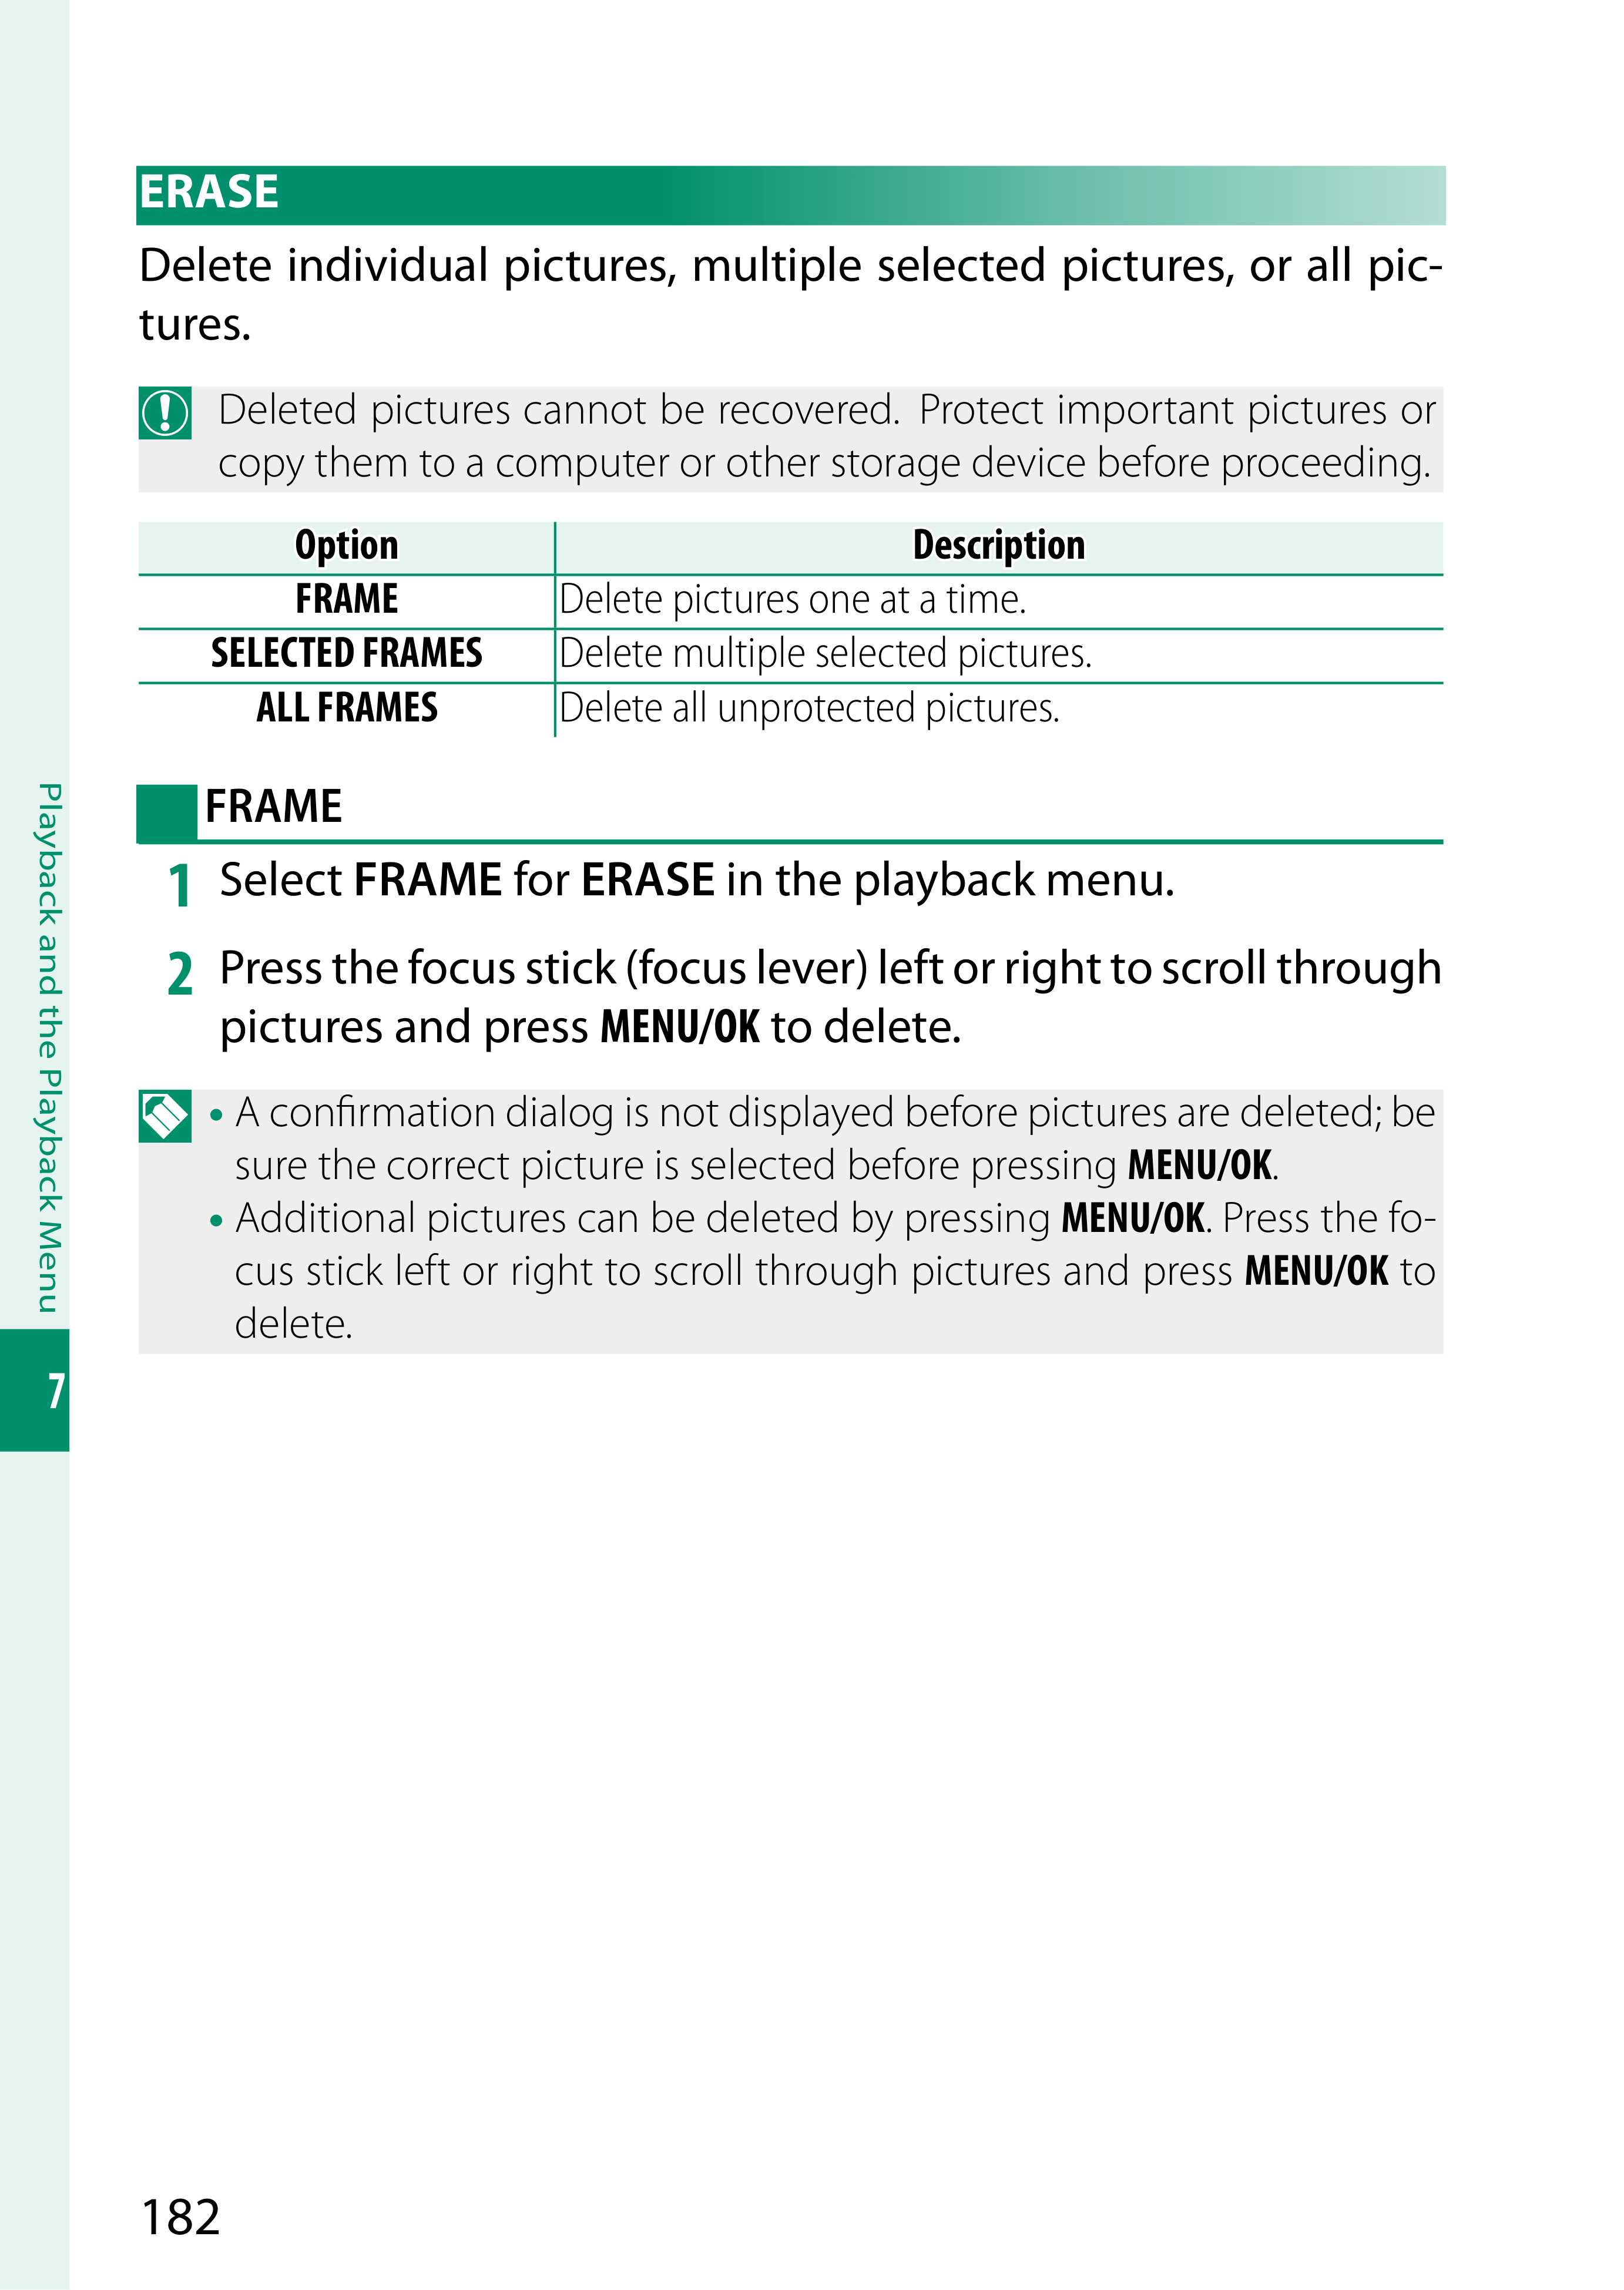 ERASE
Delete individual pictures, multiple selected pictures, or all pic-
tures.
Deleted pictures cannot be recovered. Protect important pictures or
copy them to a computer or other storage device before proceeding.
Option Description
FRAME Delete pictures one at a time.
SELECTED FRAMES Delete multiple selected pictures.
ALL FRAMES Delete all unprotected pictures.
FRAME
1 Select FRAME for ERASE in the playback menu.
2 Press the focus stick (focus lever) left or right to scroll through
pictures and press MENU/OK to delete.
• A confirmation dialog is not displayed before pictures are deleted; be
sure the correct picture is selected before pressing MENU/OK.
• Additional pictures can be deleted by pressing MENU/OK. Press the fo-
cus stick left or right to scroll through pictures and press MENU/OK to
delete.
Playback and the Playback Menu
7
182